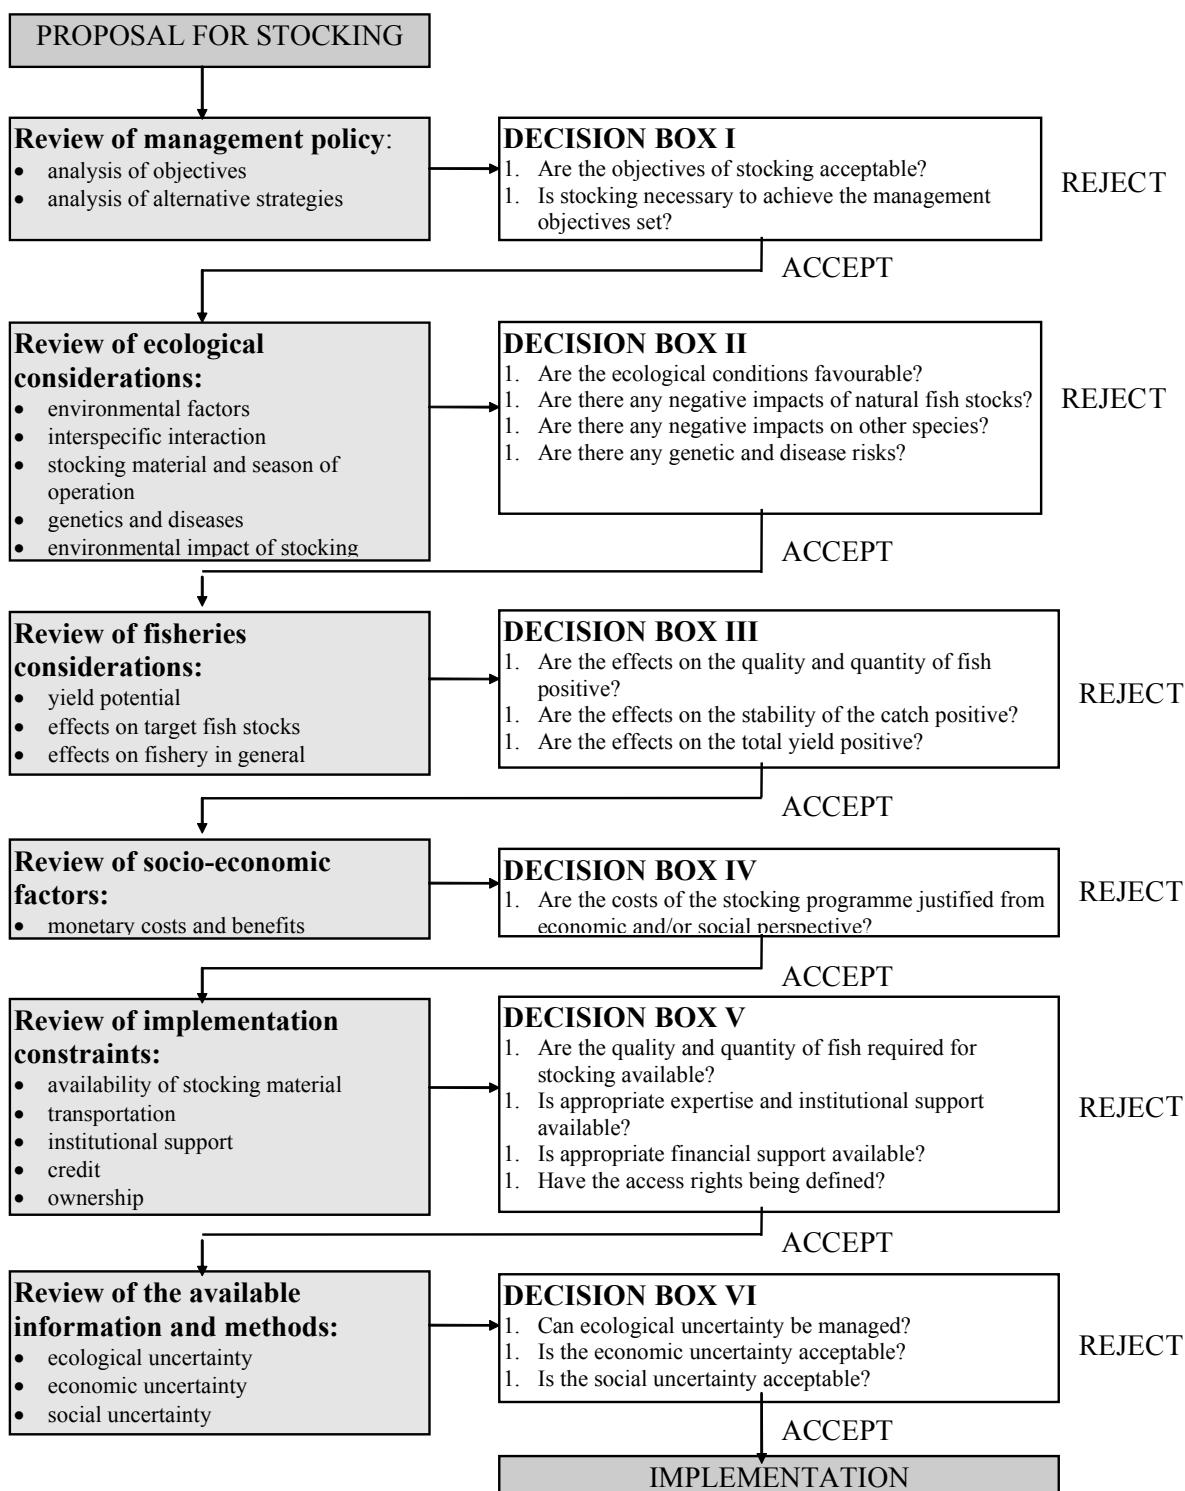 PROPOSAL FOR STOCKING
Review of management policy:
• analysis of objectives
• analysis of alternative strategies
DECISION BOX I
1. Are the objectives of stocking acceptable?
1. Is stocking necessary to achieve the management
objectives set?
REJECT
ACCEPT
Review of ecological
considerations:
• environmental factors
• interspecific interaction
• stocking material and season of
operation
• genetics and diseases
• environmental impact of stocking
DECISION BOX II
1. Are the ecological conditions favourable?
1. Are there any negative impacts of natural fish stocks?
1. Are there any negative impacts on other species?
1. Are there any genetic and disease risks?
REJECT
ACCEPT
Review of fisheries
considerations:
• yield potential
• effects on target fish stocks
• effects on fishery in general
DECISION BOX III
1. Are the effects on the quality and quantity of fish
positive?
1. Are the effects on the stability of the catch positive?
1. Are the effects on the total yield positive?
REJECT
ACCEPT
Review of socio-economic
factors:
• monetary costs and benefits
DECISION BOX IV
1. Are the costs of the stocking programme justified from
economic and/or social perspective?
REJECT
ACCEPT
Review of implementation
constraints:
• availability of stocking material
• transportation
• institutional support
• credit
• ownership
DECISION BOX V
1. Are the quality and quantity of fish required for
stocking available?
1. Is appropriate expertise and institutional support
available?
1. Is appropriate financial support available?
1. Have the access rights being defined?
REJECT
ACCEPT
Review of the available
information and methods:
• ecological uncertainty
• economic uncertainty
• social uncertainty
DECISION BOX VI
1. Can ecological uncertainty be managed?
1. Is the economic uncertainty acceptable?
1. Is the social uncertainty acceptable?
REJECT
ACCEPT
IMPLEMENTATION